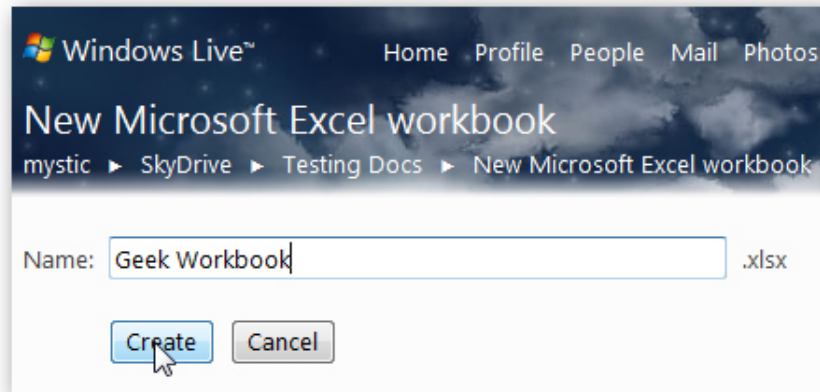 Windows Live™ Home Profile People Mail Photos
New Microsoft Excel workbook
mystic ► SkyDrive ► Testing Docs ► New Microsoft Excel workbook
Name: Geek Workbook .xlsx
Create Cancel